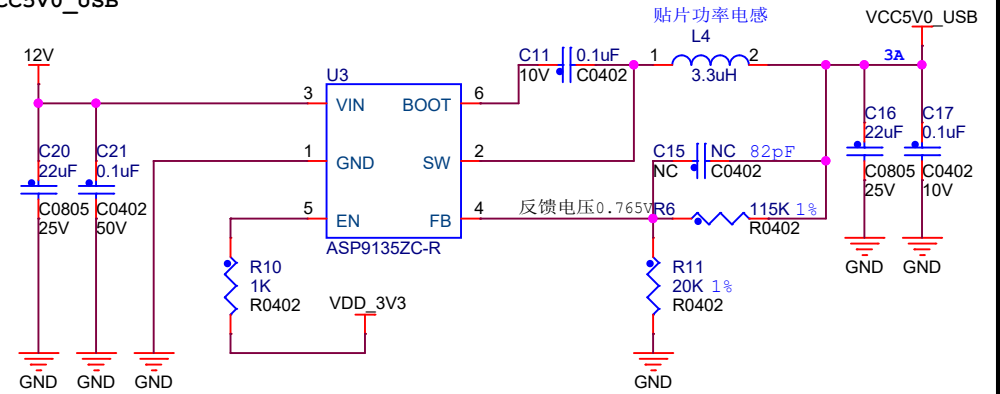 VCC5V0_USB
贴片功率电感
VCC5V0_USB
12V
L4
C11
0.1uF
1
2
3A
10V
C0402
3.3uH
U3
3
VIN
BOOT
6
C16
22uF
C17
0.1uF
C20
22uF
C21
0.1uF
1
GND
SW
2
C15
NC
82pF
NC
C0402
C0805
25V
C0402
10V
C0805
25V
C0402
50V
5
EN
FB
4
反馈电压0.765V
R6
115K 1%
R0402
ASP9135ZC-R
GND
GND
R10
1K
R0402
R11
20K 1%
R0402
VDD_3V3
GND
GND
GND
GND